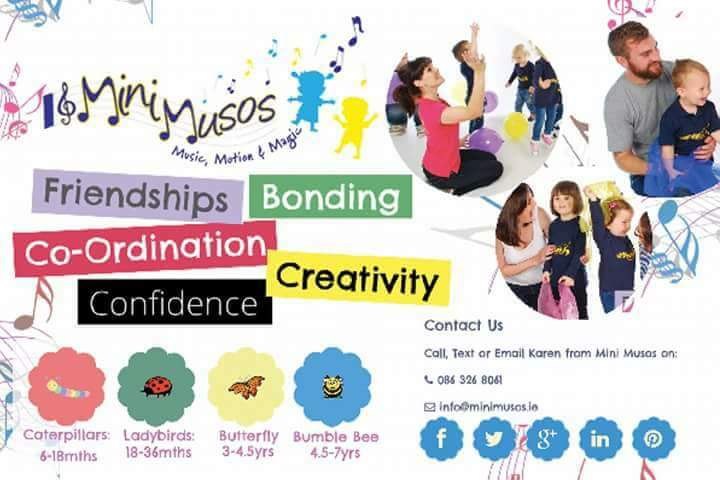 Mini Musos
Music, Motion & Magic
Friendships
Bonding
Co-Ordination
Creativity
Confidence
Contact Us
Call, Text or Email Karen from Mini Musos on:
086 326 8061
info@minimusos.ie
Caterpillars:
6-18mths
Ladybirds:
18-36mths
Butterfly
3-4.5yrs
Bumble Bee
4.5-7yrs
f
g+
in